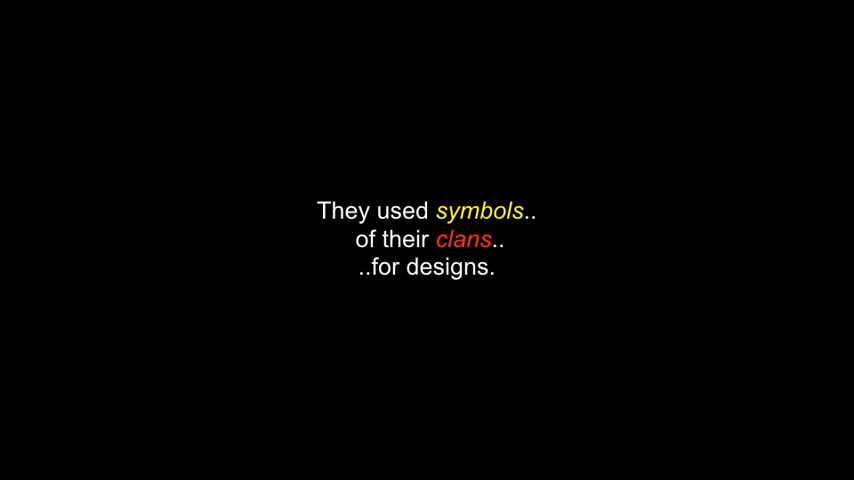 They used symbols..
of their clans..
..for designs.